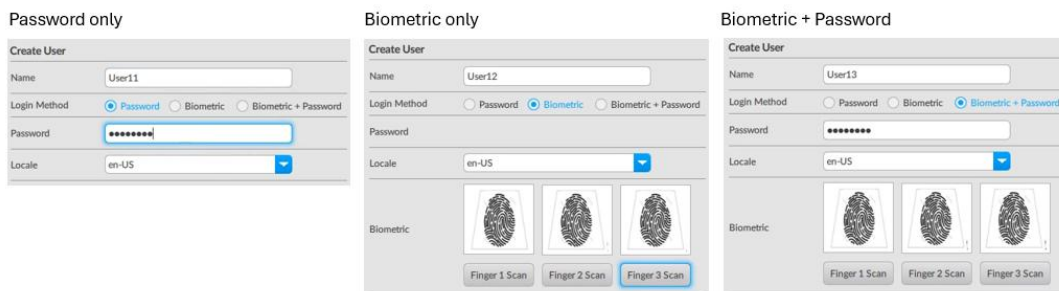 Password only
Create User
Name User11
Login Method Password Biometric Biometric + Password
Password ••••••••
Locale en-US
Biometric only
Create User
Name User12
Login Method Password Biometric Biometric + Password
Password
Locale en-US
Biometric
Finger 1 Scan Finger 2 Scan Finger 3 Scan
Biometric + Password
Create User
Name User13
Login Method Password Biometric Biometric + Password
Password ••••••••
Locale en-US
Biometric
Finger 1 Scan Finger 2 Scan Finger 3 Scan